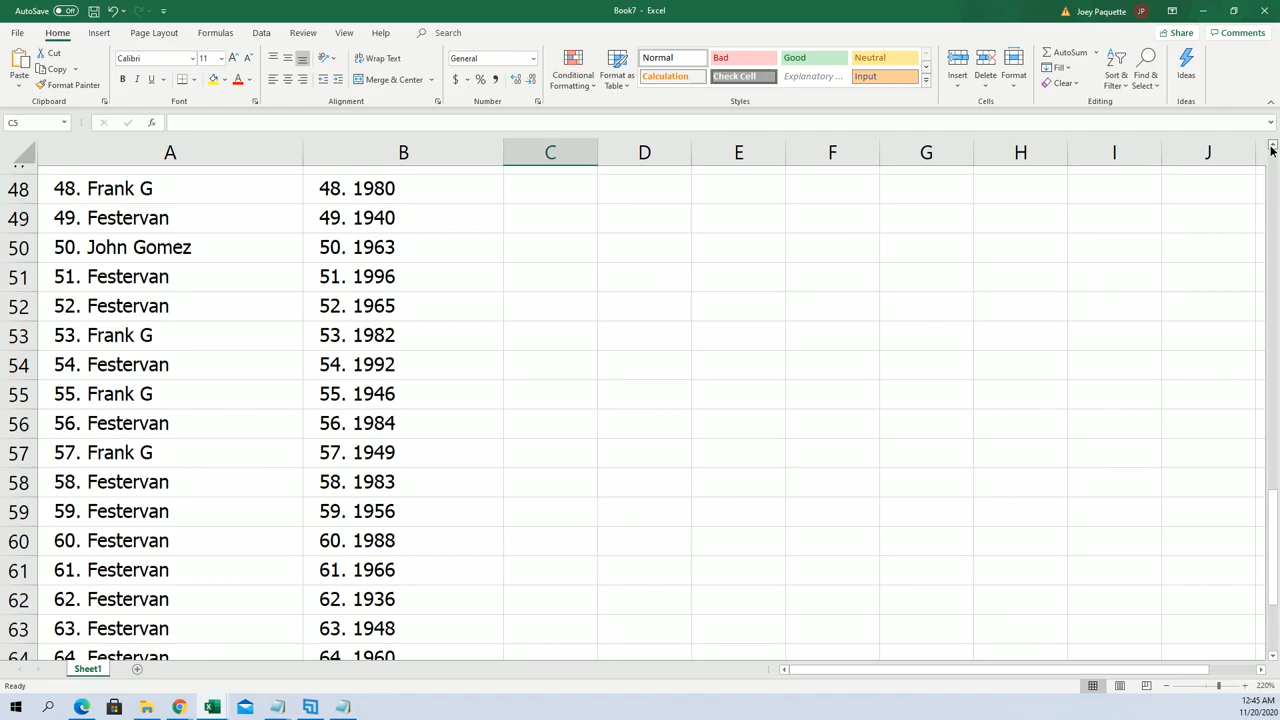 AutoSave Off Book7 - Excel Joey Paquette JP
File Home Insert Page Layout Formulas Data Review View Help Search Share Comments
Cut
Copy
Format Painter
Paste
Clipboard
Calibri 11
B I U
Font
Wrap Text
Merge & Center
Alignment
General
$ % ,
Number
Conditional Formatting
Format as Table
Normal Bad Good Neutral
Calculation Check Cell Explanatory ... Input
Styles
Insert Delete Format
Cells
AutoSum
Fill
Clear
Sort & Filter
Find & Select
Editing
Ideas
Ideas
C5 fx
A B C D E F G H I J
48 48. Frank G 48. 1980
49 49. Festervan 49. 1940
50 50. John Gomez 50. 1963
51 51. Festervan 51. 1996
52 52. Festervan 52. 1965
53 53. Frank G 53. 1982
54 54. Festervan 54. 1992
55 55. Frank G 55. 1946
56 56. Festervan 56. 1984
57 57. Frank G 57. 1949
58 58. Festervan 58. 1983
59 59. Festervan 59. 1956
60 60. Festervan 60. 1988
61 61. Festervan 61. 1966
62 62. Festervan 62. 1936
63 63. Festervan 63. 1948
64 64. Festervan 64. 1960
Sheet1
Ready 220%
12:45 AM
11/20/2020